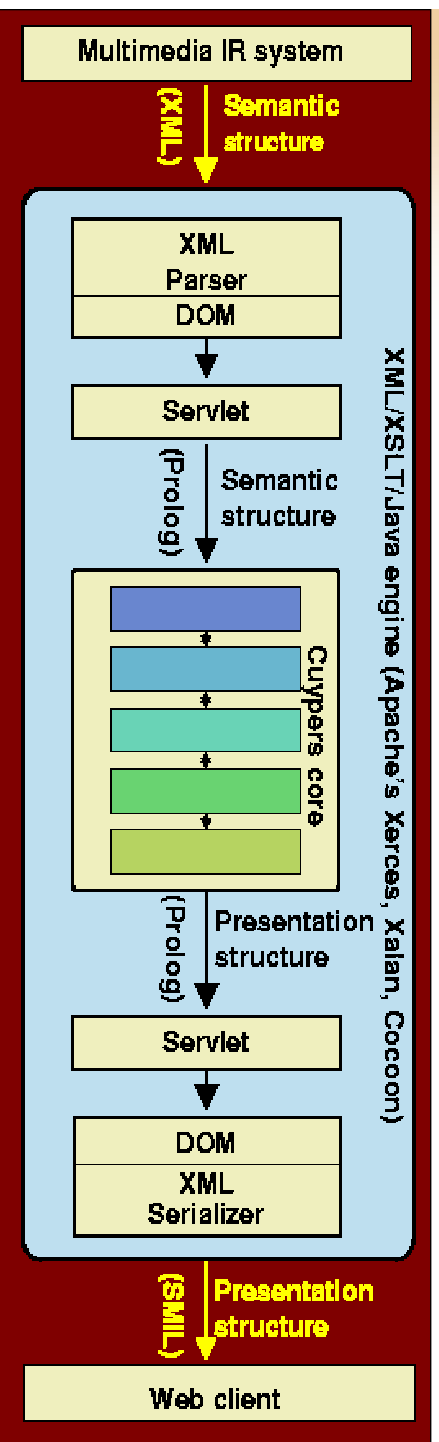 Multimedia IR system
(XML)
Semantic
structure
XML
Parser
DOM
Servlet
(Prolog)
Semantic
structure
Cuypers core
XML/XSLT/Java engine (Apache's Xerces, Xalan, Cocoon)
(Prolog)
Presentation
structure
Servlet
DOM
XML
Serializer
(SMIL)
Presentation
structure
Web client